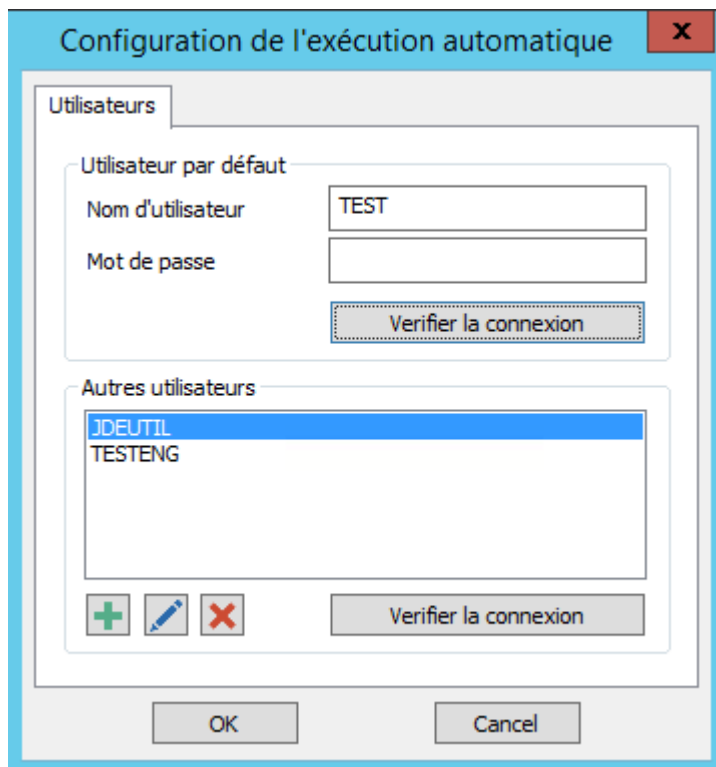 Configuration de l'exécution automatique
x
Utilisateurs
Utilisateur par défaut
Nom d'utilisateur TEST
Mot de passe
Verifier la connexion
Autres utilisateurs
JDEUTIL
TESTENG
Verifier la connexion
OK Cancel